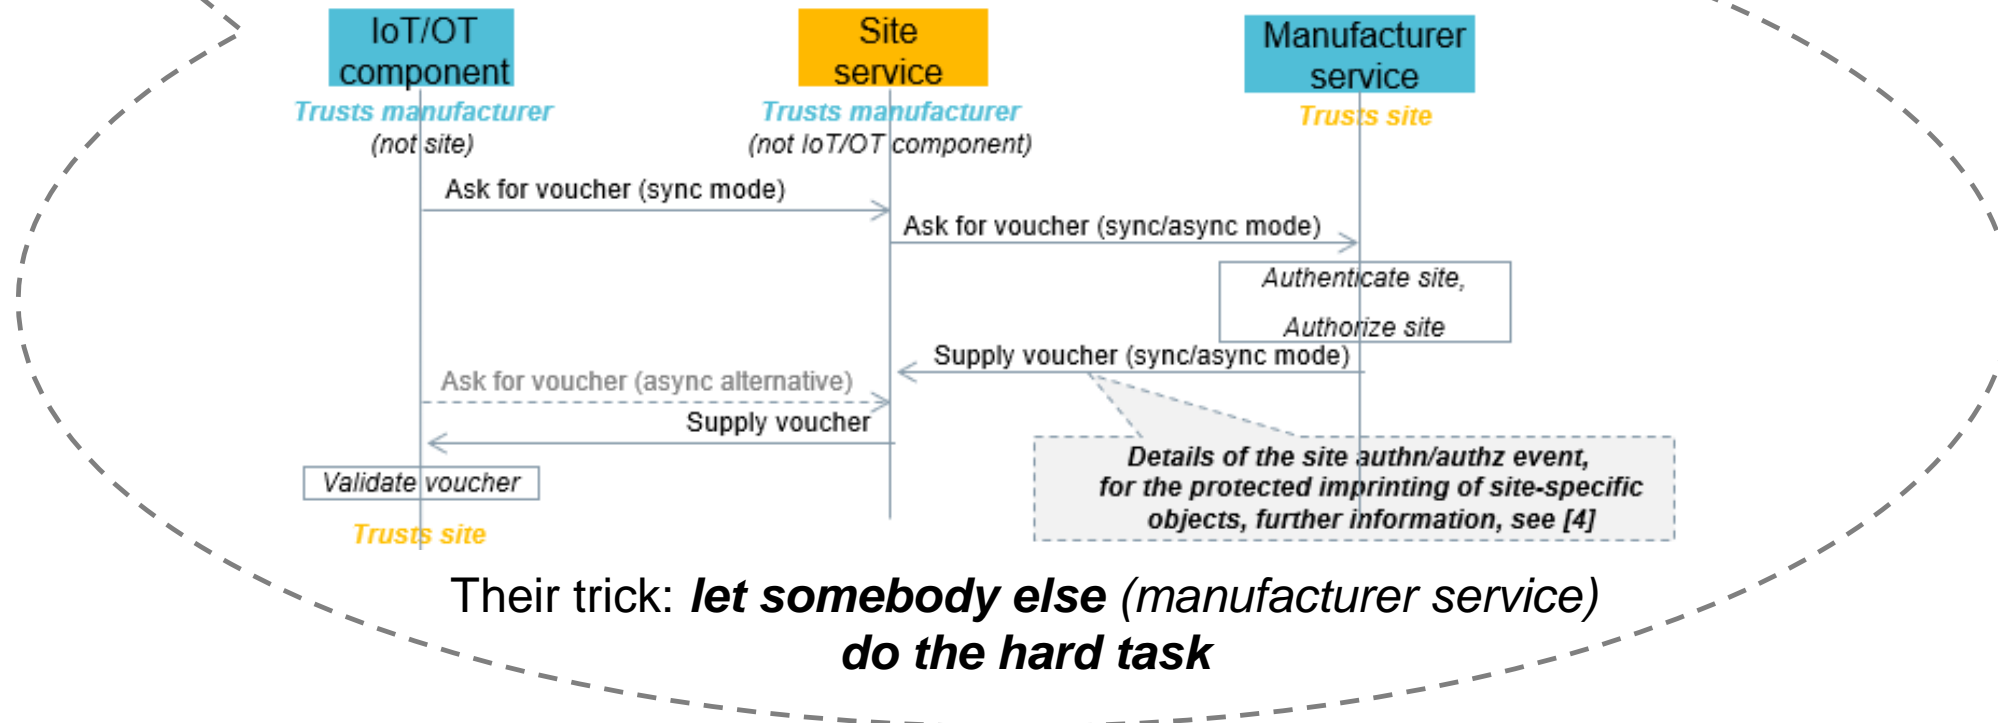 IoT/OT
component
Site
service
Manufacturer
service
Trusts manufacturer
(not site)
Trusts manufacturer
(not IoT/OT component)
Trusts site
Ask for voucher (sync mode)
Ask for voucher (sync/async mode)
Authenticate site,
Authorize site
Supply voucher (sync/async mode)
Ask for voucher (async alternative)
Supply voucher
Details of the site authn/authz event,
for the protected imprinting of site-specific
objects, further information, see [4]
Validate voucher
Trusts site
Their trick: let somebody else (manufacturer service)
do the hard task